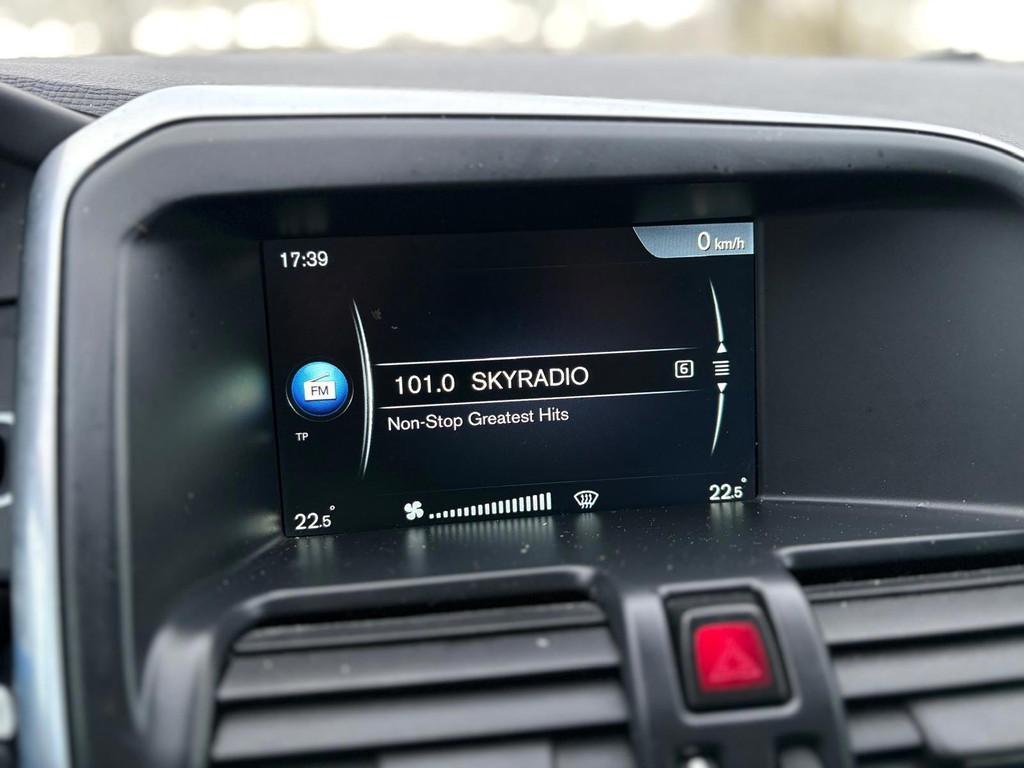 17:39
0 km/h
FM
101.0 SKYRADIO
6
Non-Stop Greatest Hits
TP
22.5°
22.5°